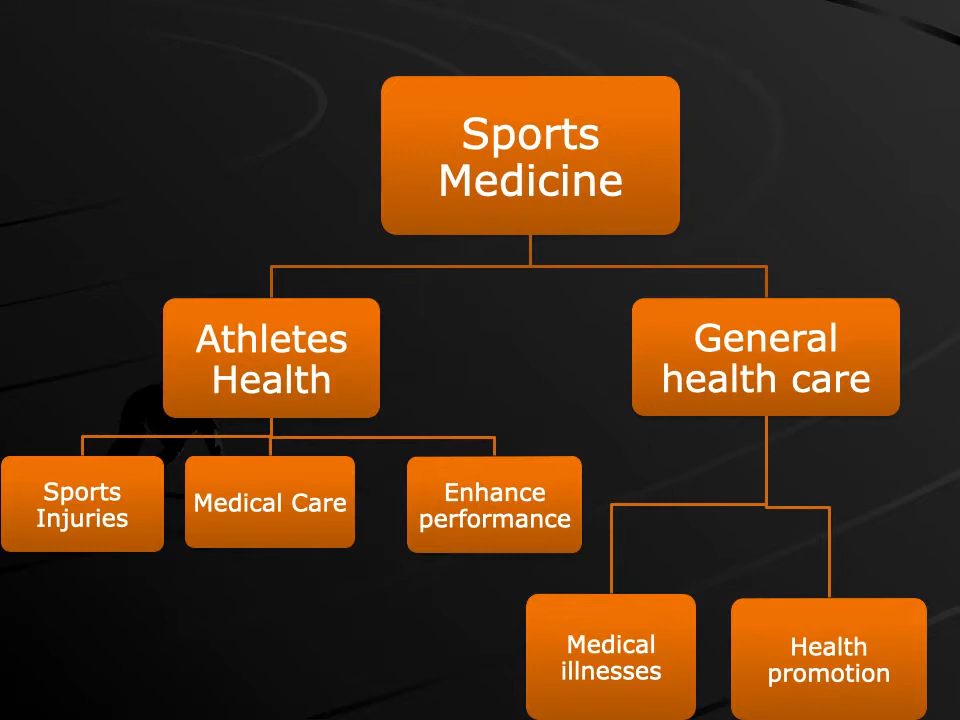 Sports
Medicine
Athletes
Health
General
health care
Sports
Injuries
Medical Care
Enhance
performance
Medical
illnesses
Health
promotion